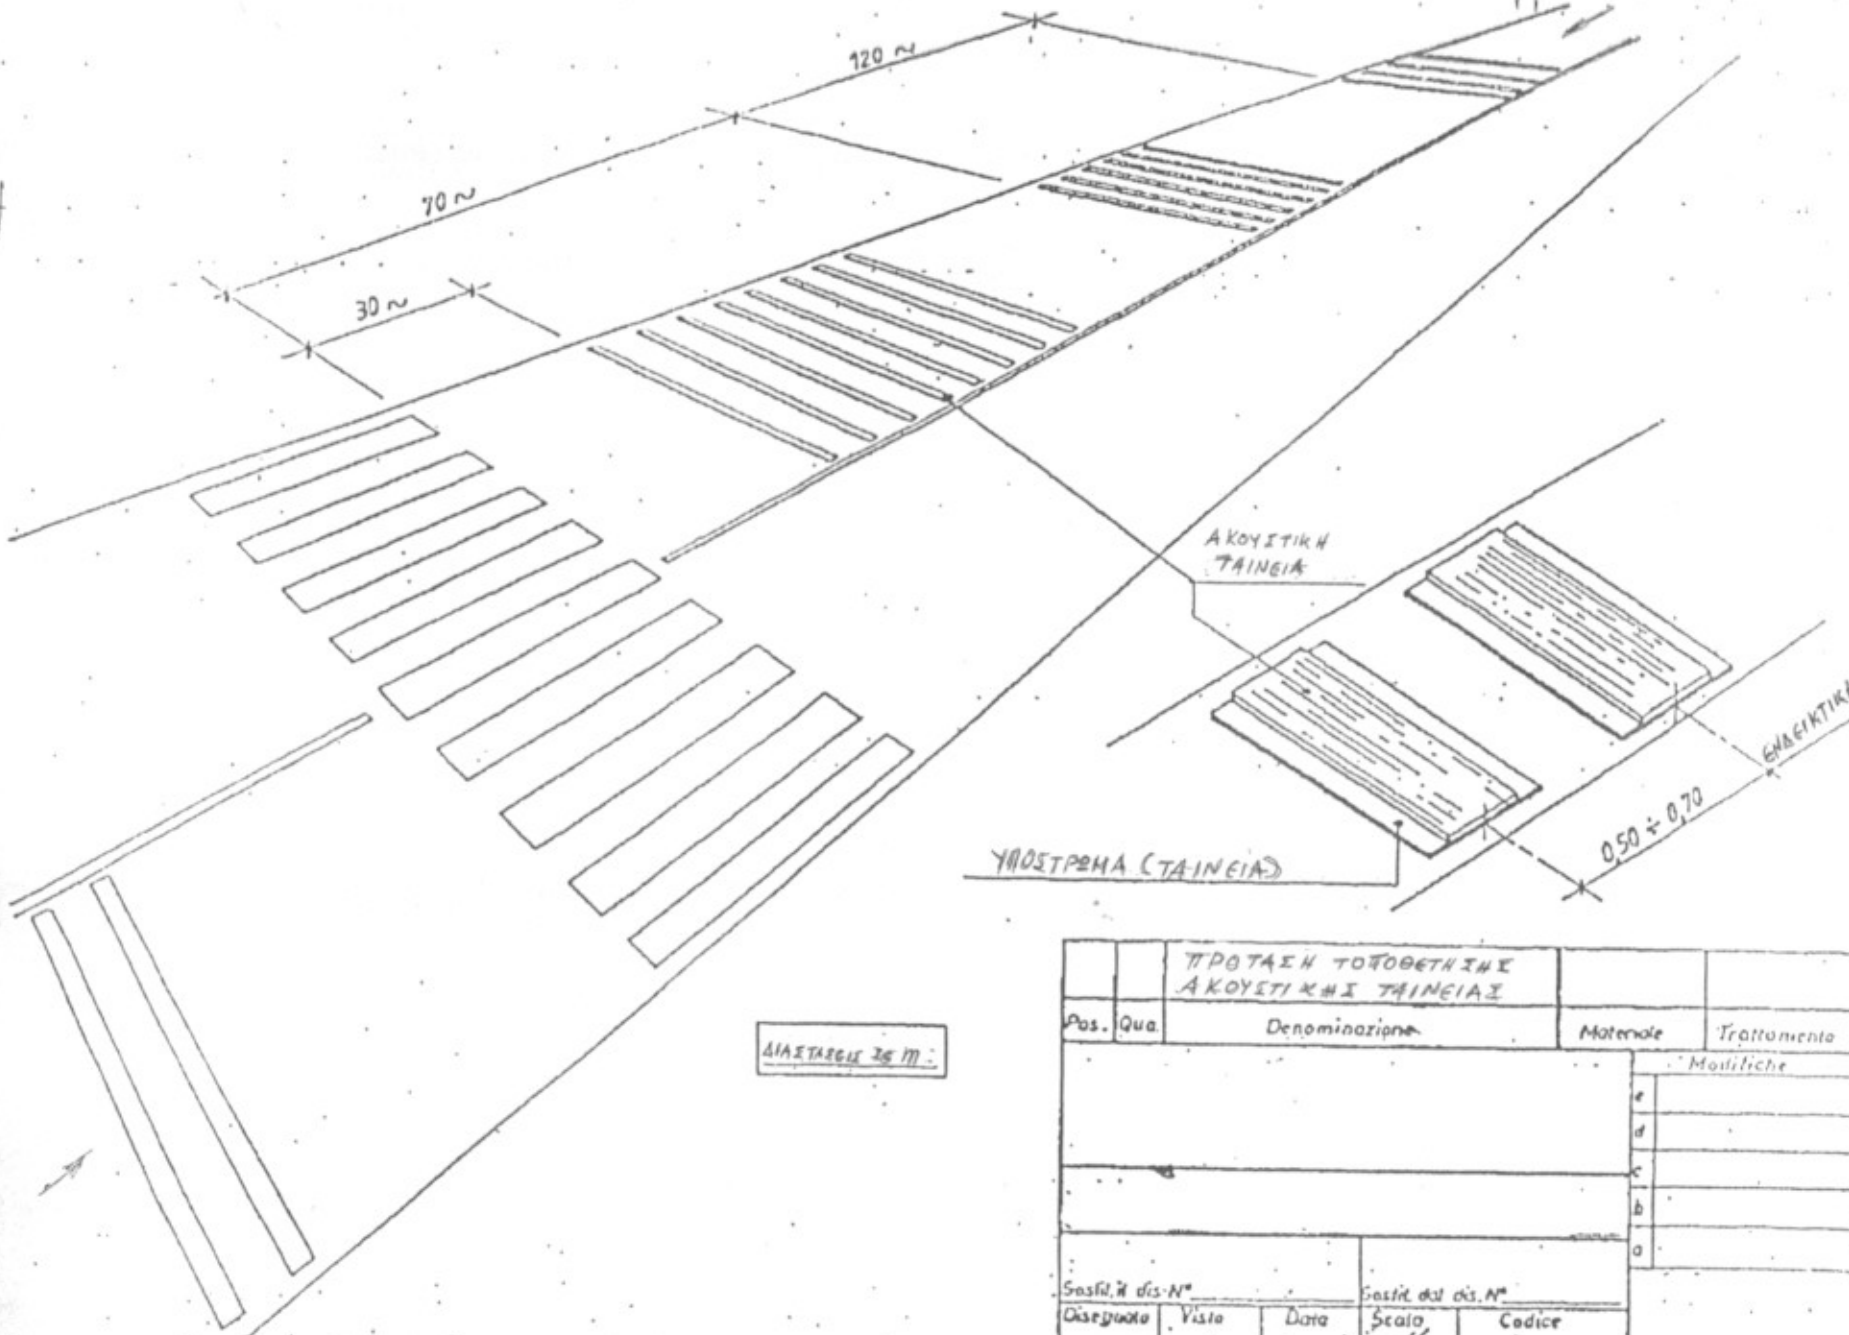 120 ~
70 ~
30 ~
ΑΚΟΥΣΤΙΚΗ
ΤΑΙΝΕΙΑ
ΕΝΔΕΙΚΤΙΚΗ
0,50 ÷ 0,70
ΥΠΟΣΤΡΩΜΑ (ΤΑΙΝΕΙΑ)
ΔΙΑΣΤΑΣΕΙΣ ΣΕ m.
ΠΡΟΤΑΣΗ ΤΟΠΟΘΕΤΗΣΗΣ
ΑΚΟΥΣΤΙΚΗΣ ΤΑΙΝΕΙΑΣ
Pos. Qua. Denominazione Materiale Trattamento
Modifiche
e
d
c
b
a
Sostit. il dis. N° Sostit. dal dis. N°
Disegnato Visto Data Scala Codice